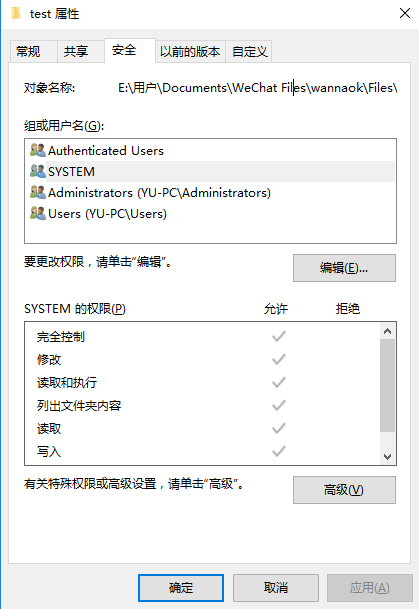 test 属性
常规 共享 安全 以前的版本 自定义
对象名称: E:\用户\Documents\WeChat Files\wannaok\Files\
组或用户名(G):
Authenticated Users
SYSTEM
Administrators (YU-PC\Administrators)
Users (YU-PC\Users)
要更改权限，请单击“编辑”。 编辑(E)...
SYSTEM 的权限(P) 允许 拒绝
完全控制
修改
读取和执行
列出文件夹内容
读取
写入
有关特殊权限或高级设置，请单击“高级”。 高级(V)
确定 取消 应用(A)